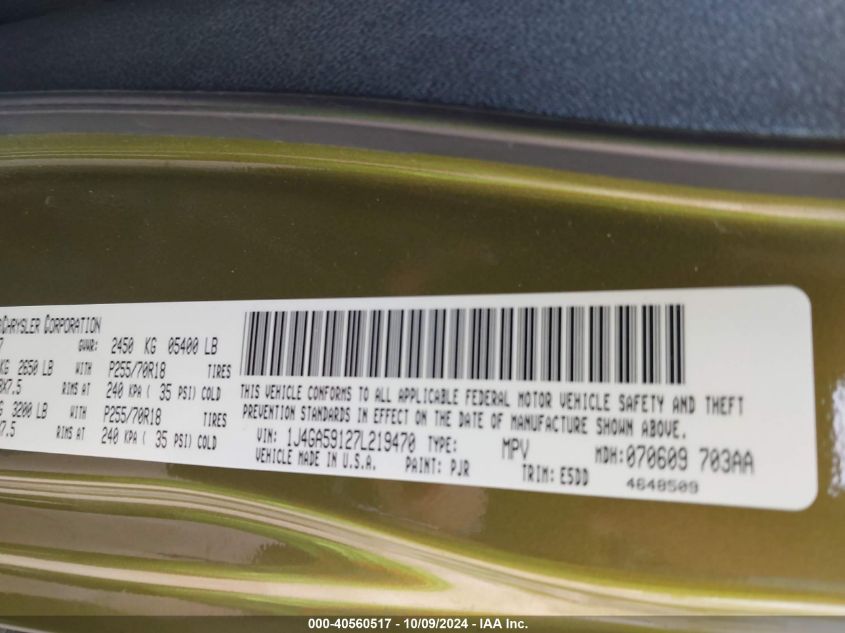 CHRYSLER CORPORATION
7 GVWR: 2450 KG 05400 LB
KG 2650 LB WITH P255/70R18 TIRES
X7.5 RIMS AT 240 KPA ( 35 PSI) COLD
G 3200 LB WITH P255/70R18 TIRES
X7.5 RIMS AT 240 KPA ( 35 PSI) COLD
THIS VEHICLE CONFORMS TO ALL APPLICABLE FEDERAL MOTOR VEHICLE SAFETY AND THEFT
PREVENTION STANDARDS IN EFFECT ON THE DATE OF MANUFACTURE SHOWN ABOVE.
VIN: 1J4GA59127L219470 TYPE: MPV MDH:070609 703AA
VEHICLE MADE IN U.S.A. PAINT: PJR TRIM: E5DD
4648509
000-40560517 - 10/09/2024 - IAA Inc.